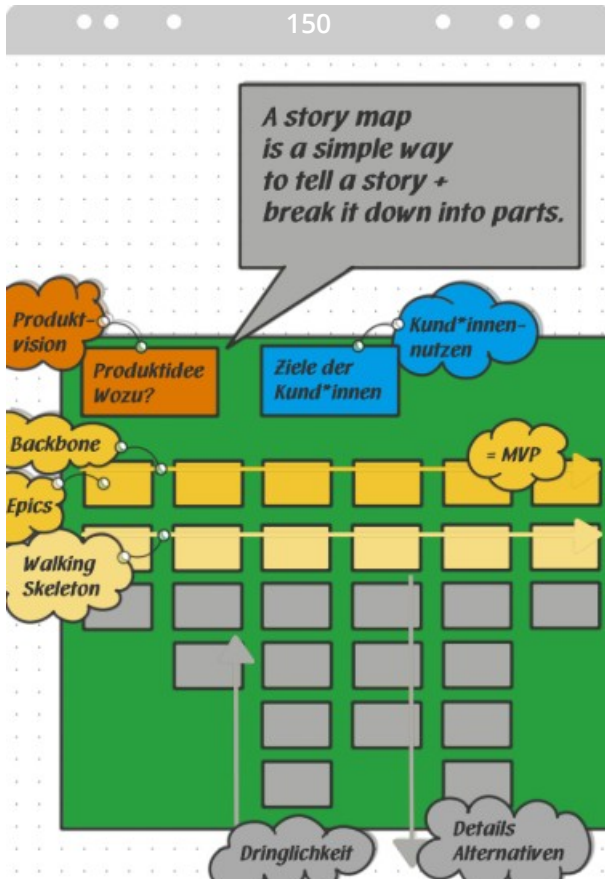 150
A story map
is a simple way
to tell a story +
break it down into parts.
Produkt-
vision
Produktidee
Wozu?
Ziele der
Kund*innen
Kund*innen-
nutzen
Backbone
= MVP
Epics
Walking
Skeleton
Dringlichkeit
Details
Alternativen